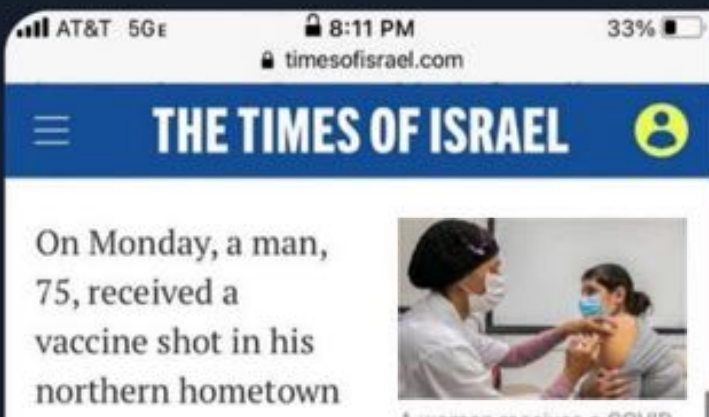 AT&T 5GE 8:11 PM 33%
timesofisrael.com
THE TIMES OF ISRAEL
On Monday, a man,
75, received a
vaccine shot in his
northern hometown